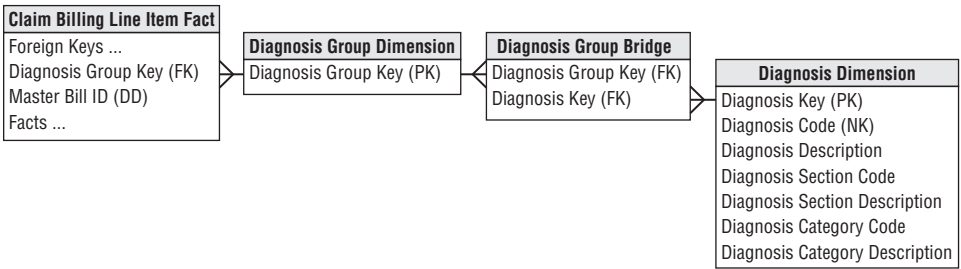 Claim Billing Line Item Fact
Foreign Keys ...
Diagnosis Group Key (FK)
Master Bill ID (DD)
Facts ...
Diagnosis Group Dimension
Diagnosis Group Key (PK)
Diagnosis Group Bridge
Diagnosis Group Key (FK)
Diagnosis Key (FK)
Diagnosis Dimension
Diagnosis Key (PK)
Diagnosis Code (NK)
Diagnosis Description
Diagnosis Section Code
Diagnosis Section Description
Diagnosis Category Code
Diagnosis Category Description